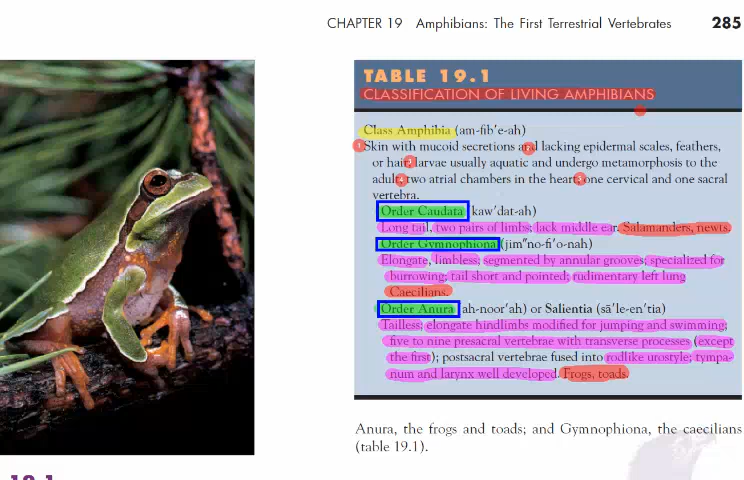 CHAPTER 19 Amphibians: The First Terrestrial Vertebrates 285
TABLE 19.1
CLASSIFICATION OF LIVING AMPHIBIANS
Class Amphibia (am-fib′e-ah)
1 Skin with mucoid secretions and lacking epidermal scales, feathers,
or hair; larvae usually aquatic and undergo metamorphosis to the
adult; two atrial chambers in the heart; one cervical and one sacral
vertebra.
Order Caudata (kaw′dat-ah)
Long tail, two pairs of limbs; lack middle ear. Salamanders, newts.
Order Gymnophiona (jim″no-fi′o-nah)
Elongate, limbless; segmented by annular grooves; specialized for
burrowing; tail short and pointed; rudimentary left lung
Caecilians.
Order Anura (ah-noor′ah) or Salientia (sā′le-en′tia)
Tailless; elongate hindlimbs modified for jumping and swimming;
five to nine presacral vertebrae with transverse processes (except
the first); postsacral vertebrae fused into rodlike urostyle; tympa-
num and larynx well developed. Frogs, toads.
Anura, the frogs and toads; and Gymnophiona, the caecilians
(table 19.1).